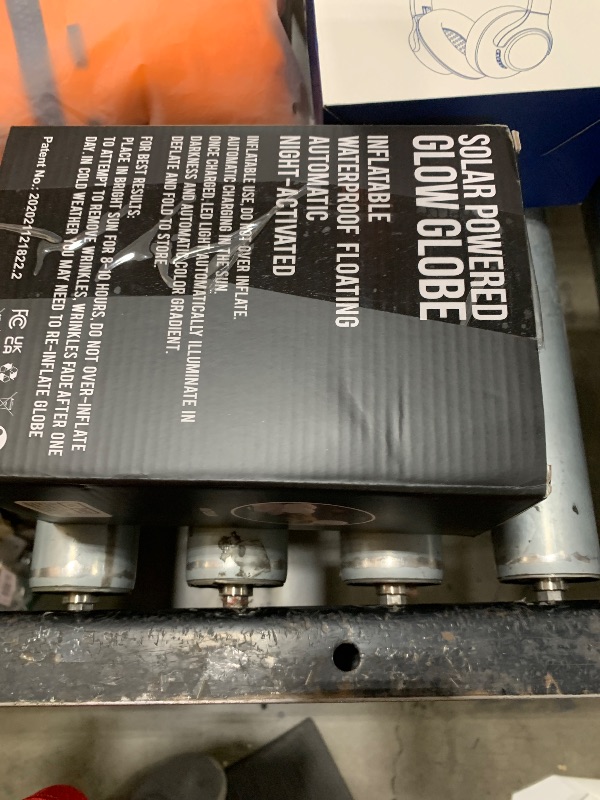 SOLAR POWERED
GLOW GLOBE
INFLATABLE
WATERPROOF FLOATING
AUTOMATIC
NIGHT-ACTIVATED
INFLATABLE USE, DO NOT OVER INFLATE.
AUTOMATIC CHARGING IN THE SUN.
ONCE CHARGED, LED LIGHT AUTOMATICALLY ILLUMINATE IN
DARKNESS AND AUTOMATIC COLOR GRADIENT.
DEFLATE AND FOLD TO STORE
FOR BEST RESULTS:
PLACE IN BRIGHT SUN FOR 8-10 HOURS, DO NOT OVER-INFLATE
TO ATTEMPT TO REMOVE WRINKLES, WRINKLES FADE AFTER ONE
DAY. IN COLD WEATHER YOU MAY NEED TO RE-INFLATE GLOBE
Patent No.: 202021121822.2
FC UK
CA